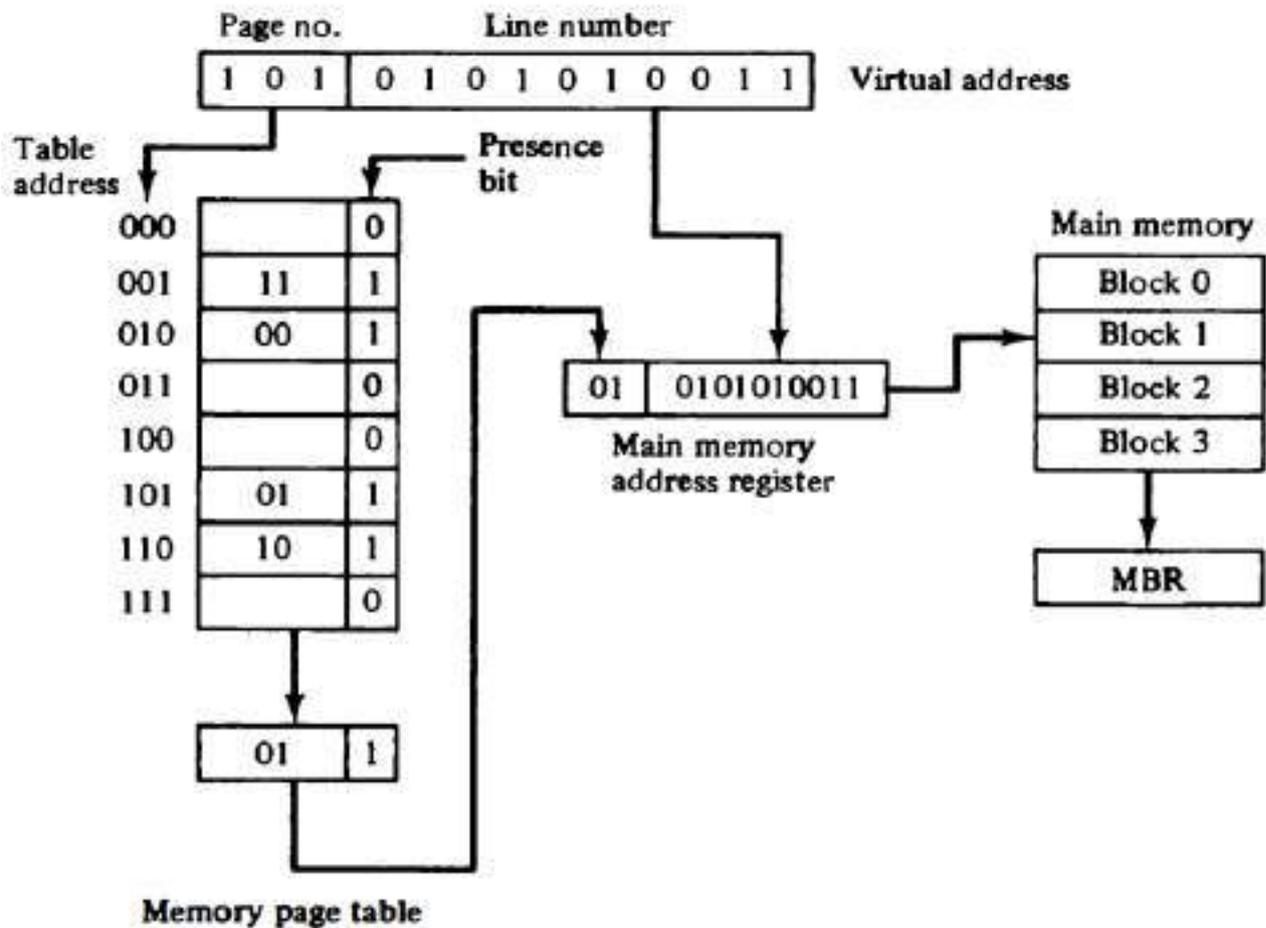 Page no. Line number
1 0 1 0 1 0 1 0 1 0 0 1 1 Virtual address
Table
address
Presence
bit
000 0
001 11 1
010 00 1
011 0
100 0
101 01 1
110 10 1
111 0
01 1
Memory page table
01 0101010011
Main memory
address register
Main memory
Block 0
Block 1
Block 2
Block 3
MBR